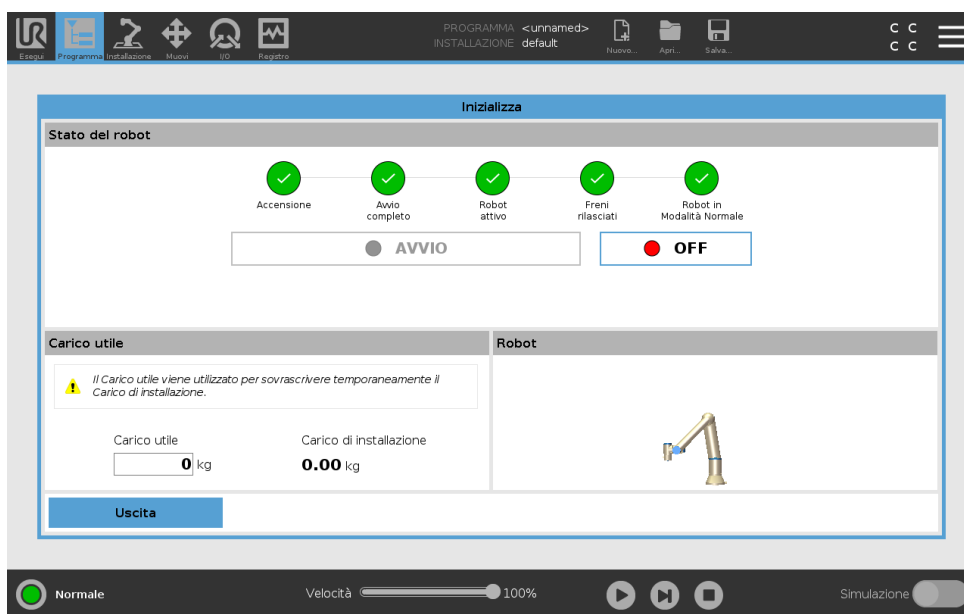 UR
PROGRAMMA <unnamed>
INSTALLAZIONE default
C C
C C
Esegui Programma Installazione Muovi I/O Registro Nuovo... Apri... Salva...
Inizializza
Stato del robot
Accensione
Avvio
completo
Robot
attivo
Freni
rilasciati
Robot in
Modalità Normale
AVVIO
OFF
Carico utile
Robot
Il Carico utile viene utilizzato per sovrascrivere temporaneamente il
Carico di installazione.
Carico utile
0 kg
Carico di installazione
0.00 kg
Uscita
Normale Velocità 100% Simulazione